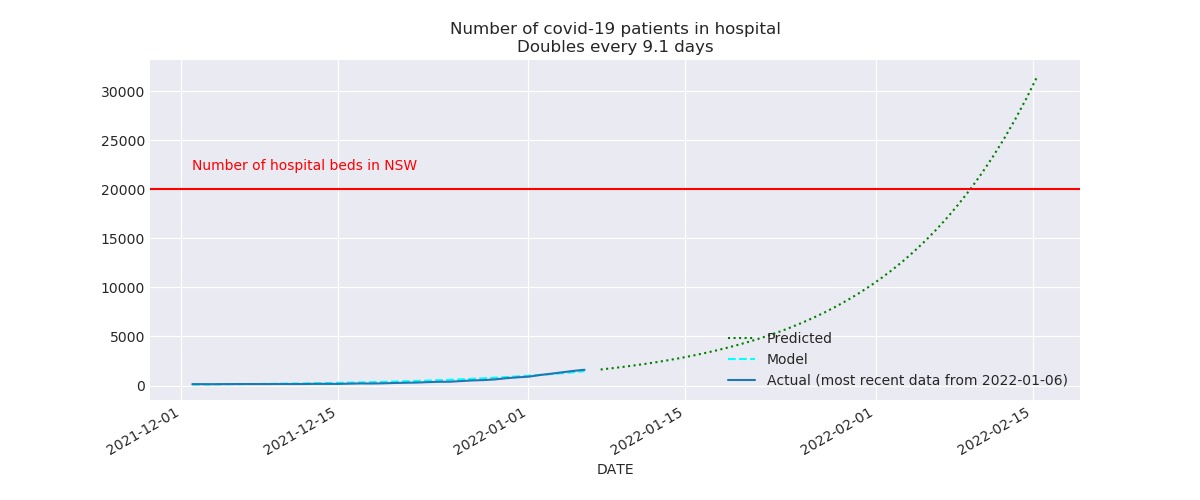 Number of covid-19 patients in hospital
Doubles every 9.1 days
30000
25000
Number of hospital beds in NSW
20000
15000
10000
5000
0
Predicted
Model
Actual (most recent data from 2022-01-06)
2021-12-01
2021-12-15
2022-01-01
2022-01-15
2022-02-01
2022-02-15
DATE